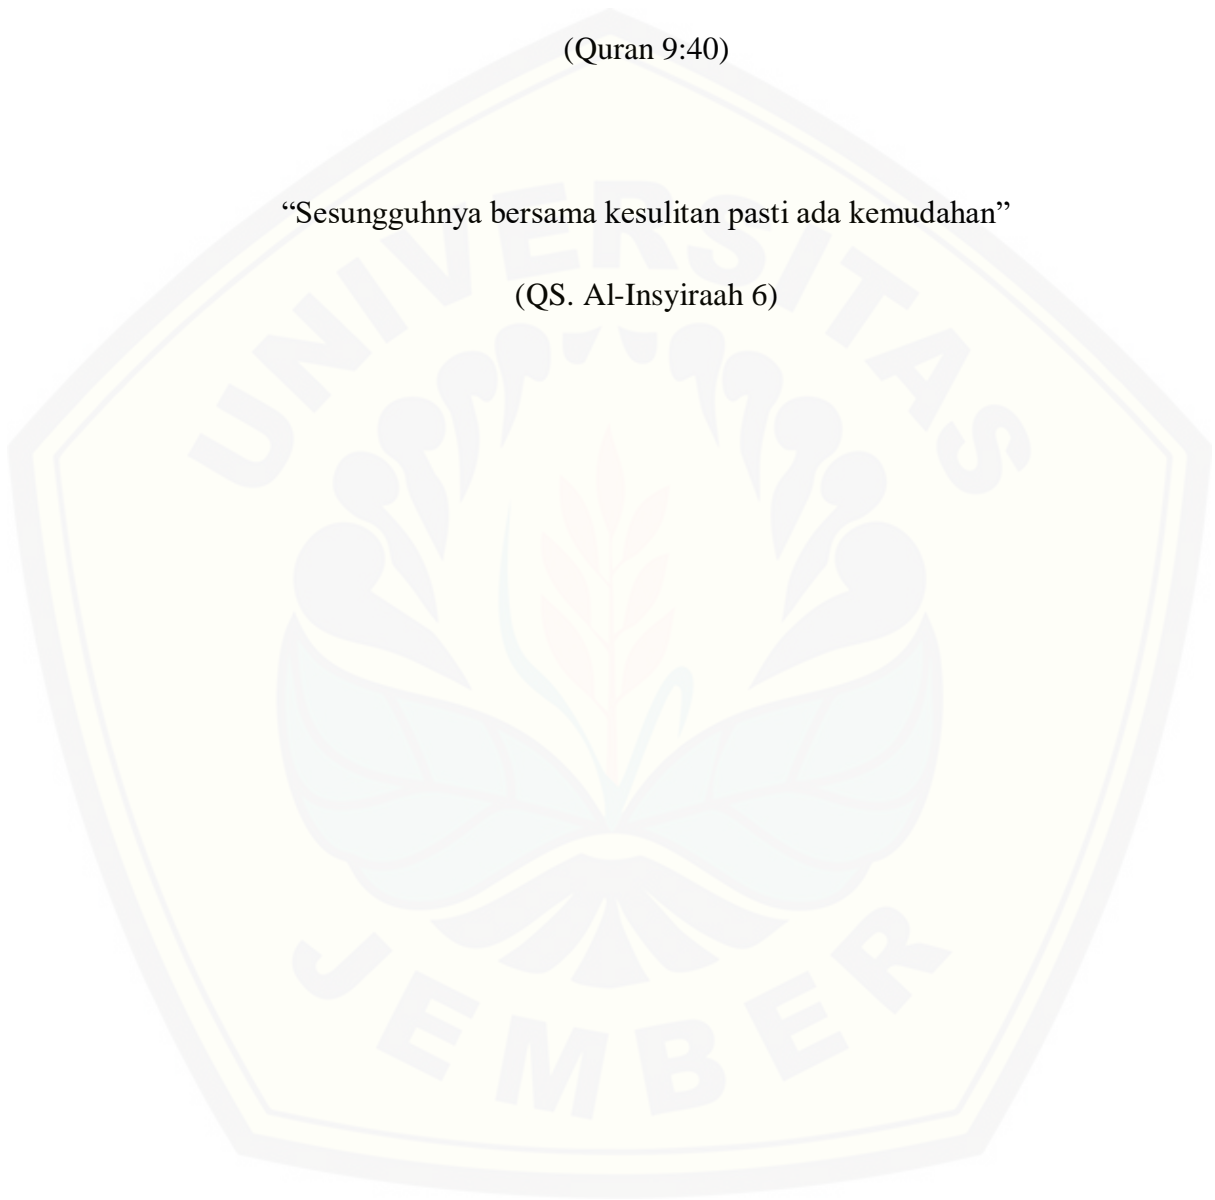 (Quran 9:40)
“Sesungguhnya bersama kesulitan pasti ada kemudahan”
(QS. Al-Insyiraah 6)
UNIVERSITAS
JEMBER